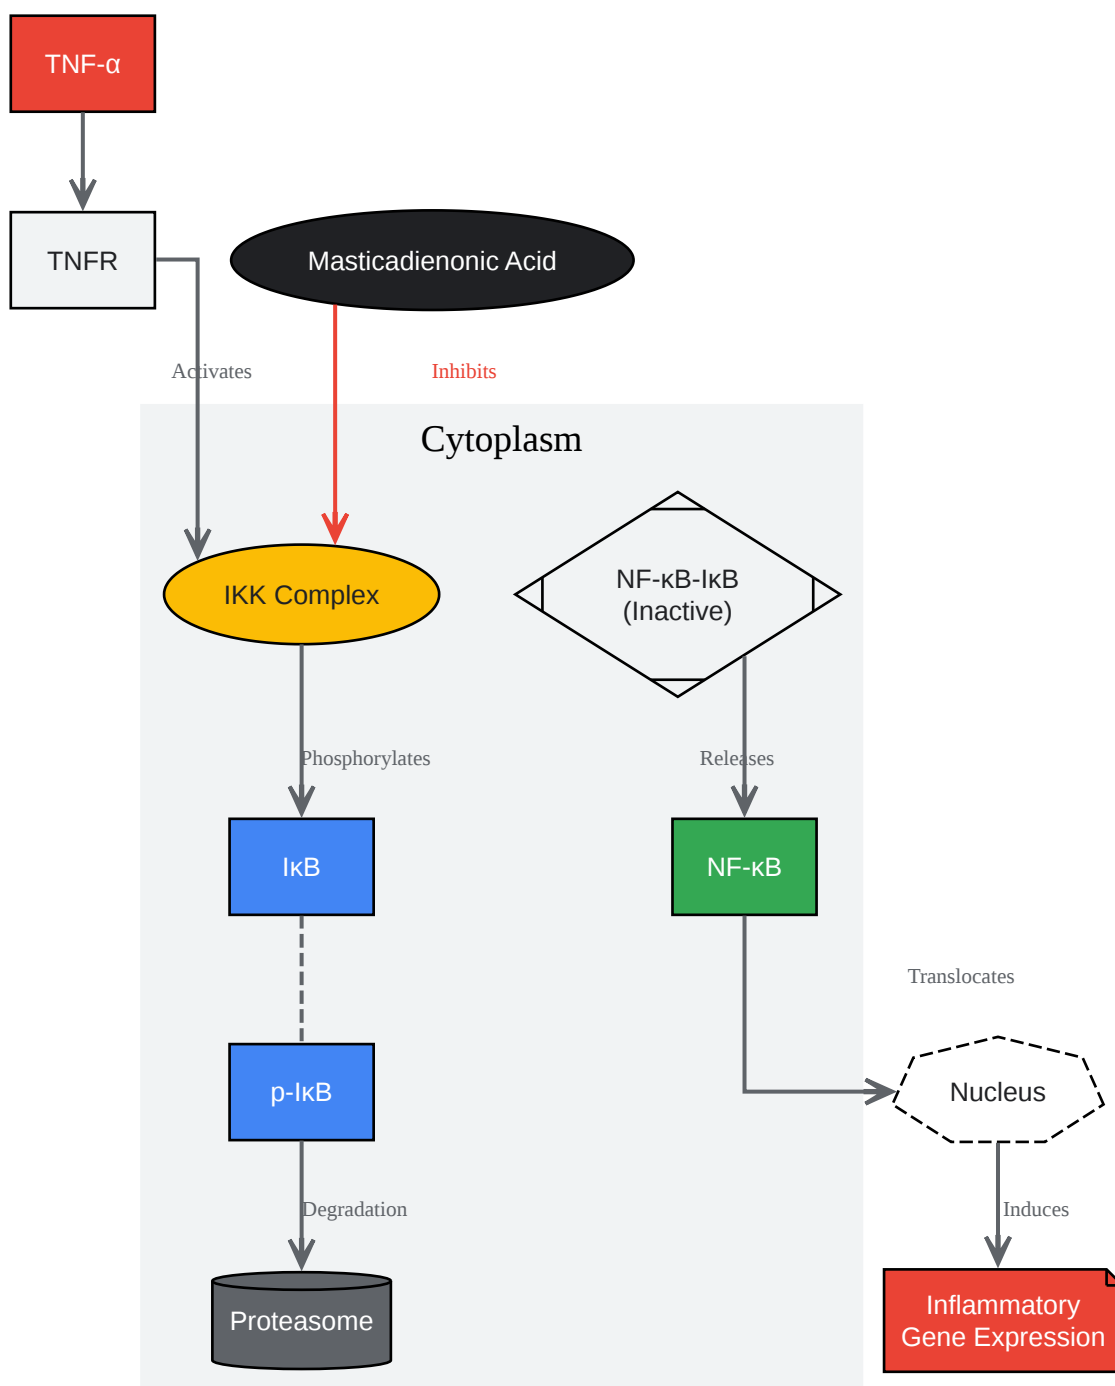 TNF-α
TNFR
Masticadienonic Acid
Activates
Inhibits
Cytoplasm
IKK Complex
NF-κB-IκB
(Inactive)
Phosphorylates
Releases
IκB
NF-κB
Translocates
p-IκB
Nucleus
Degradation
Induces
Proteasome
Inflammatory
Gene Expression